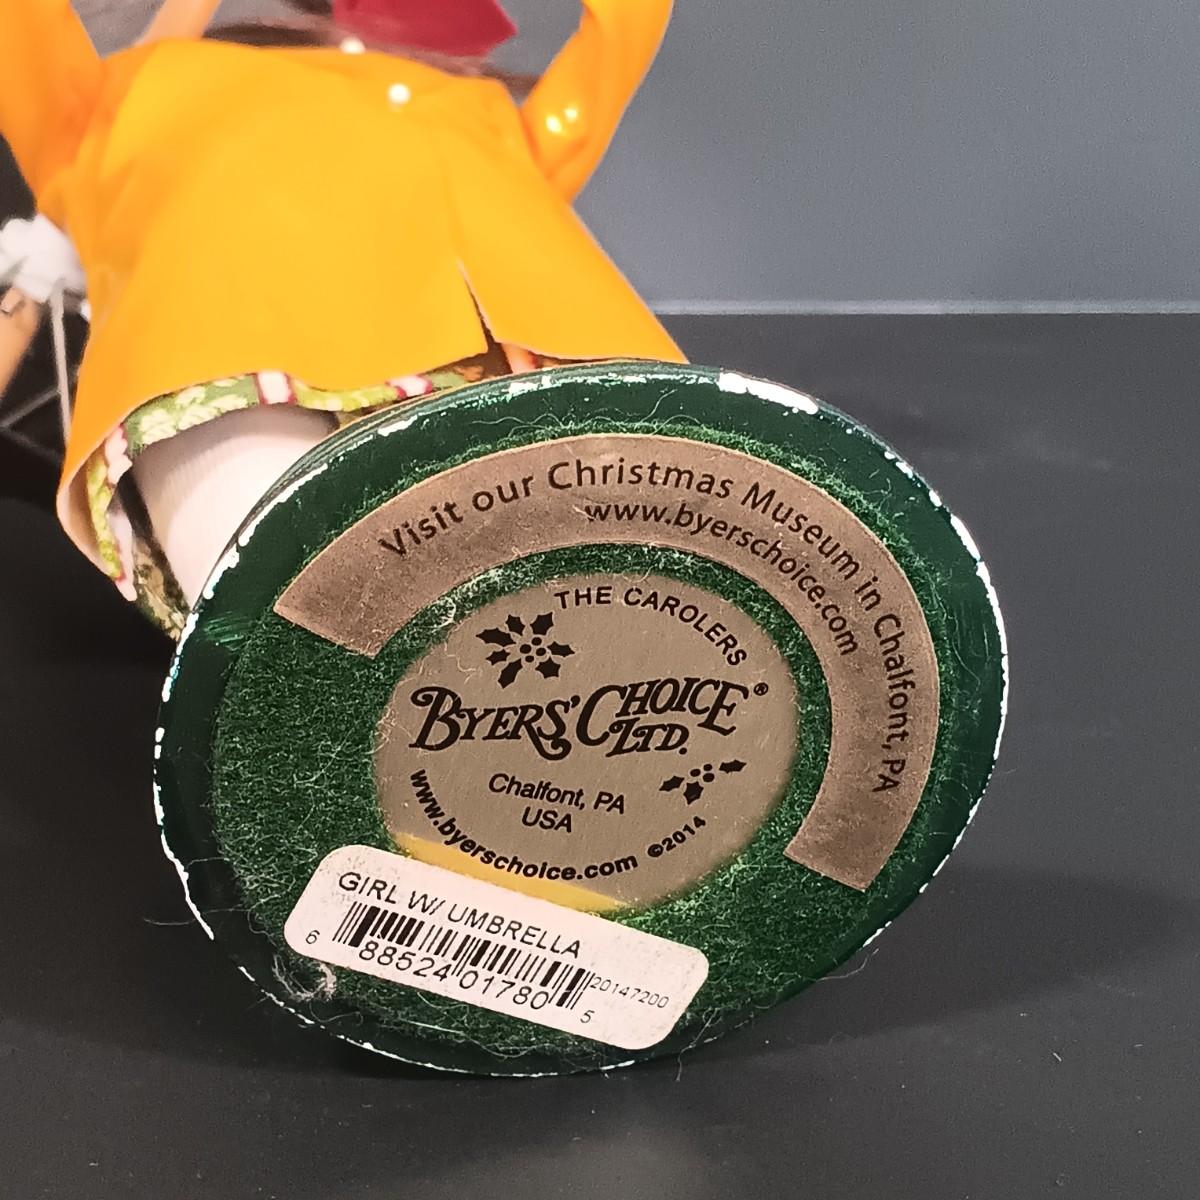 Visit our Christmas Museum in Chalfont, PA
www.byerschoice.com
THE CAROLERS
BYERS' CHOICE LTD.®
Chalfont, PA
USA
www.byerschoice.com ©2014
GIRL W/ UMBRELLA
6 88524 01780 5
20147200